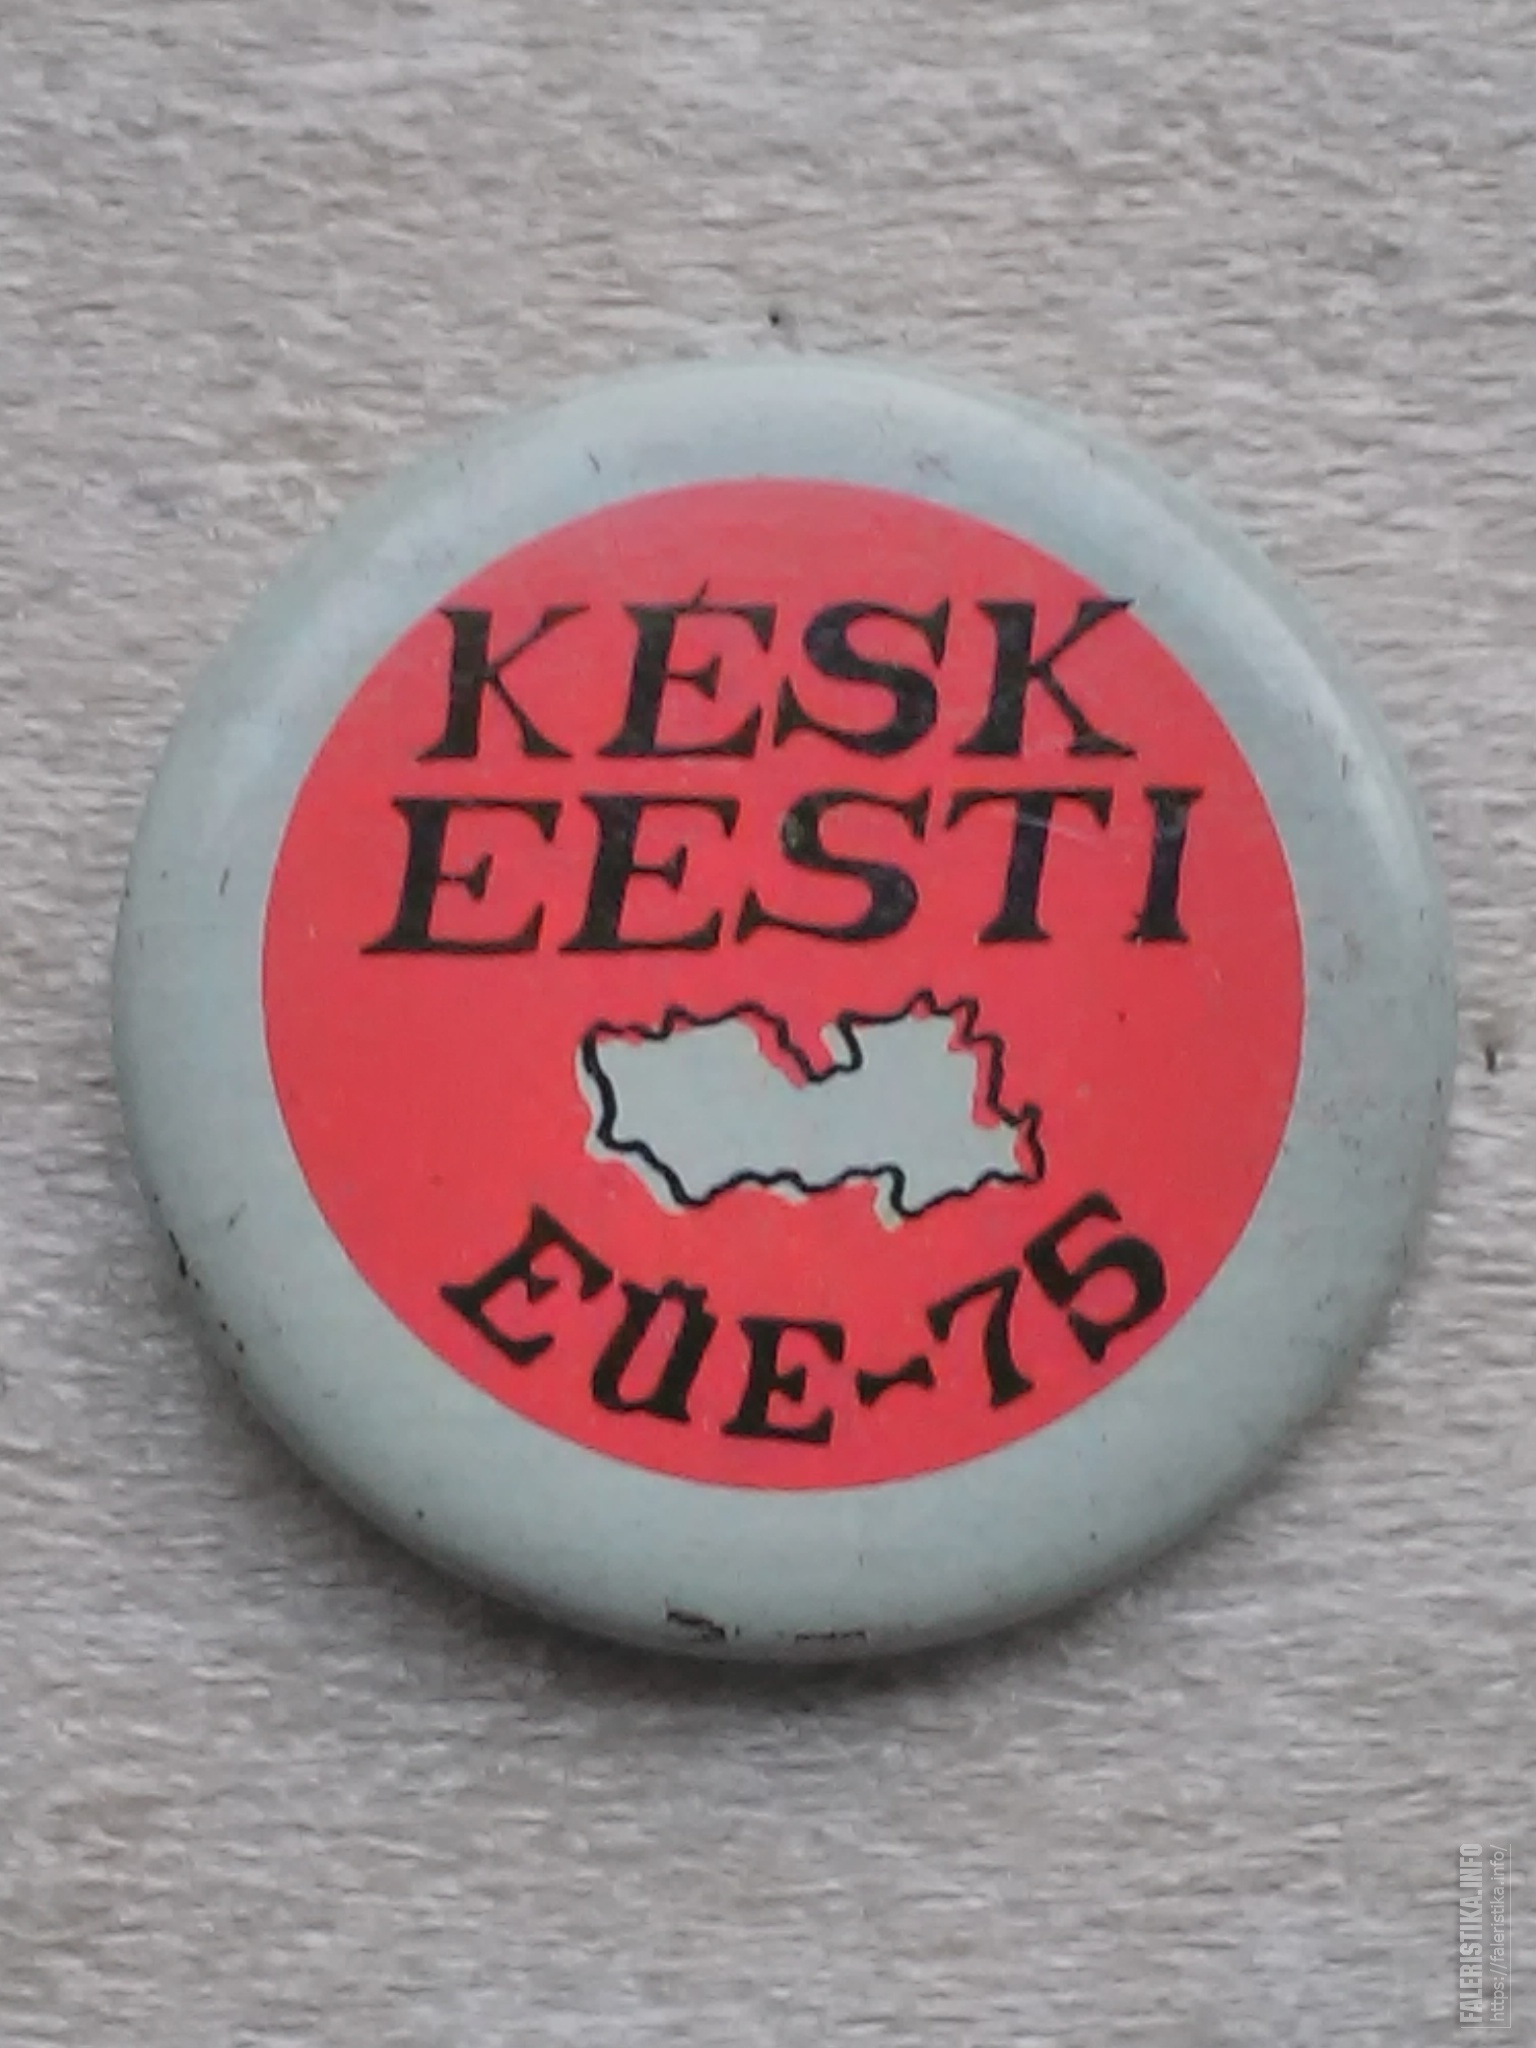 KESK
EESTI
EÜE-75
FALERISTIKA.INFO
https://faleristika.info/